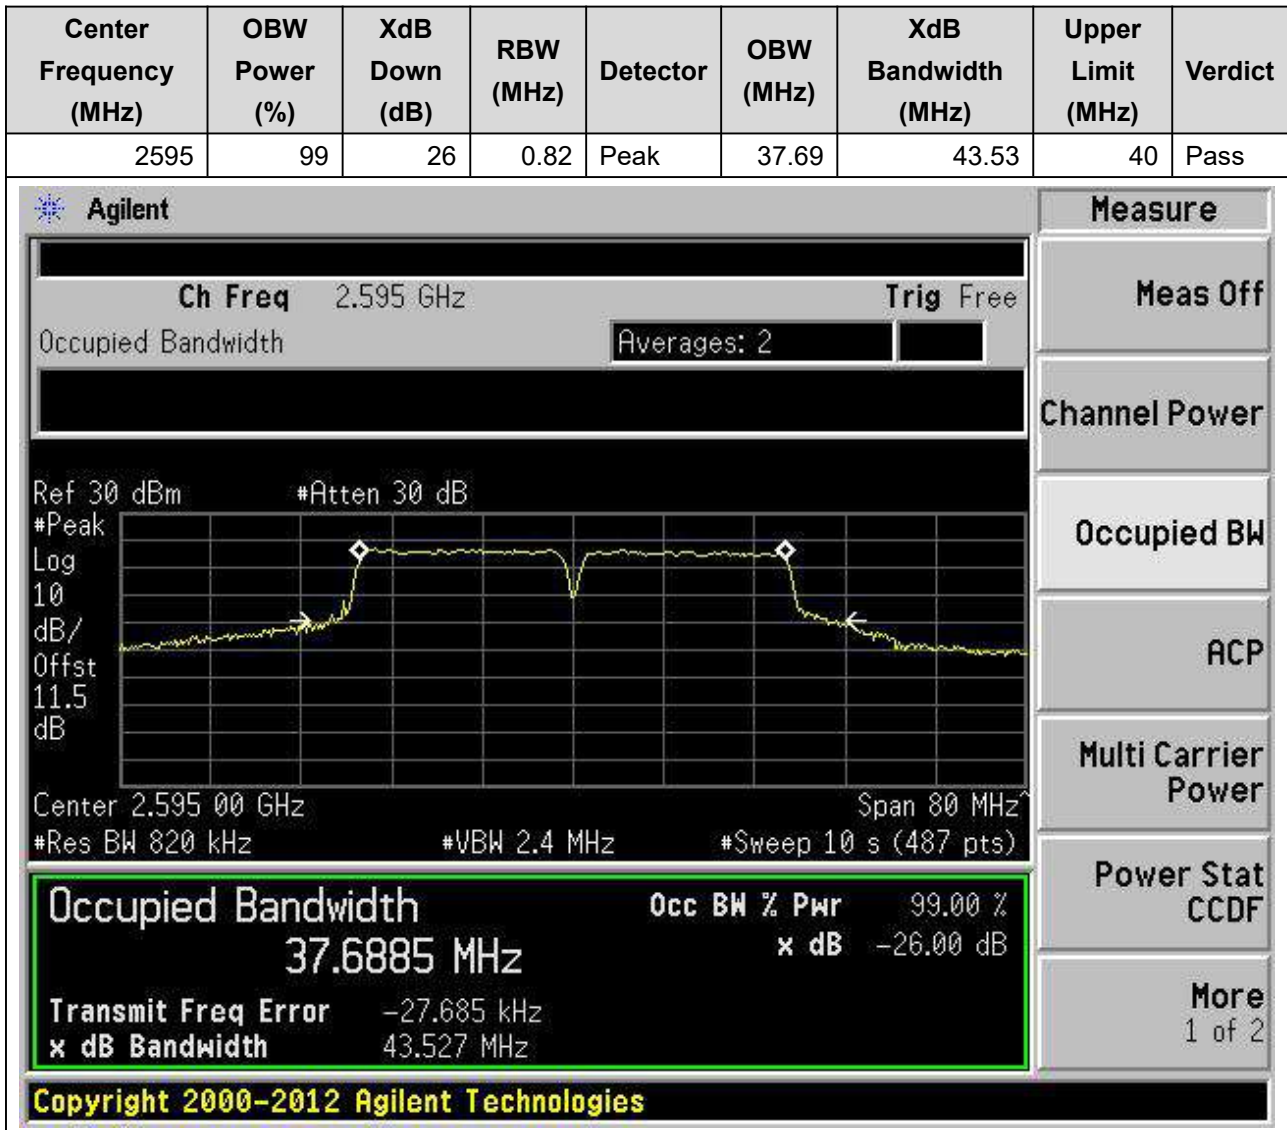 Center Frequency (MHz) OBW Power (%) XdB Down (dB) RBW (MHz) Detector OBW (MHz) XdB Bandwidth (MHz) Upper Limit (MHz) Verdict
2595 99 26 0.82 Peak 37.69 43.53 40 Pass
Agilent
Measure
Ch Freq 2.595 GHz Trig Free
Meas Off
Occupied Bandwidth Averages: 2
Channel Power
Ref 30 dBm #Atten 30 dB
#Peak
Log
10
dB/
Offst
11.5
dB
Occupied BW
ACP
Multi Carrier
Power
Center 2.595 00 GHz Span 80 MHz^
#Res BW 820 kHz #VBW 2.4 MHz #Sweep 10 s (487 pts)
Power Stat
CCDF
Occupied Bandwidth Occ BW % Pwr 99.00 %
37.6885 MHz x dB -26.00 dB
Transmit Freq Error -27.685 kHz
x dB Bandwidth 43.527 MHz
More
1 of 2
Copyright 2000-2012 Agilent Technologies